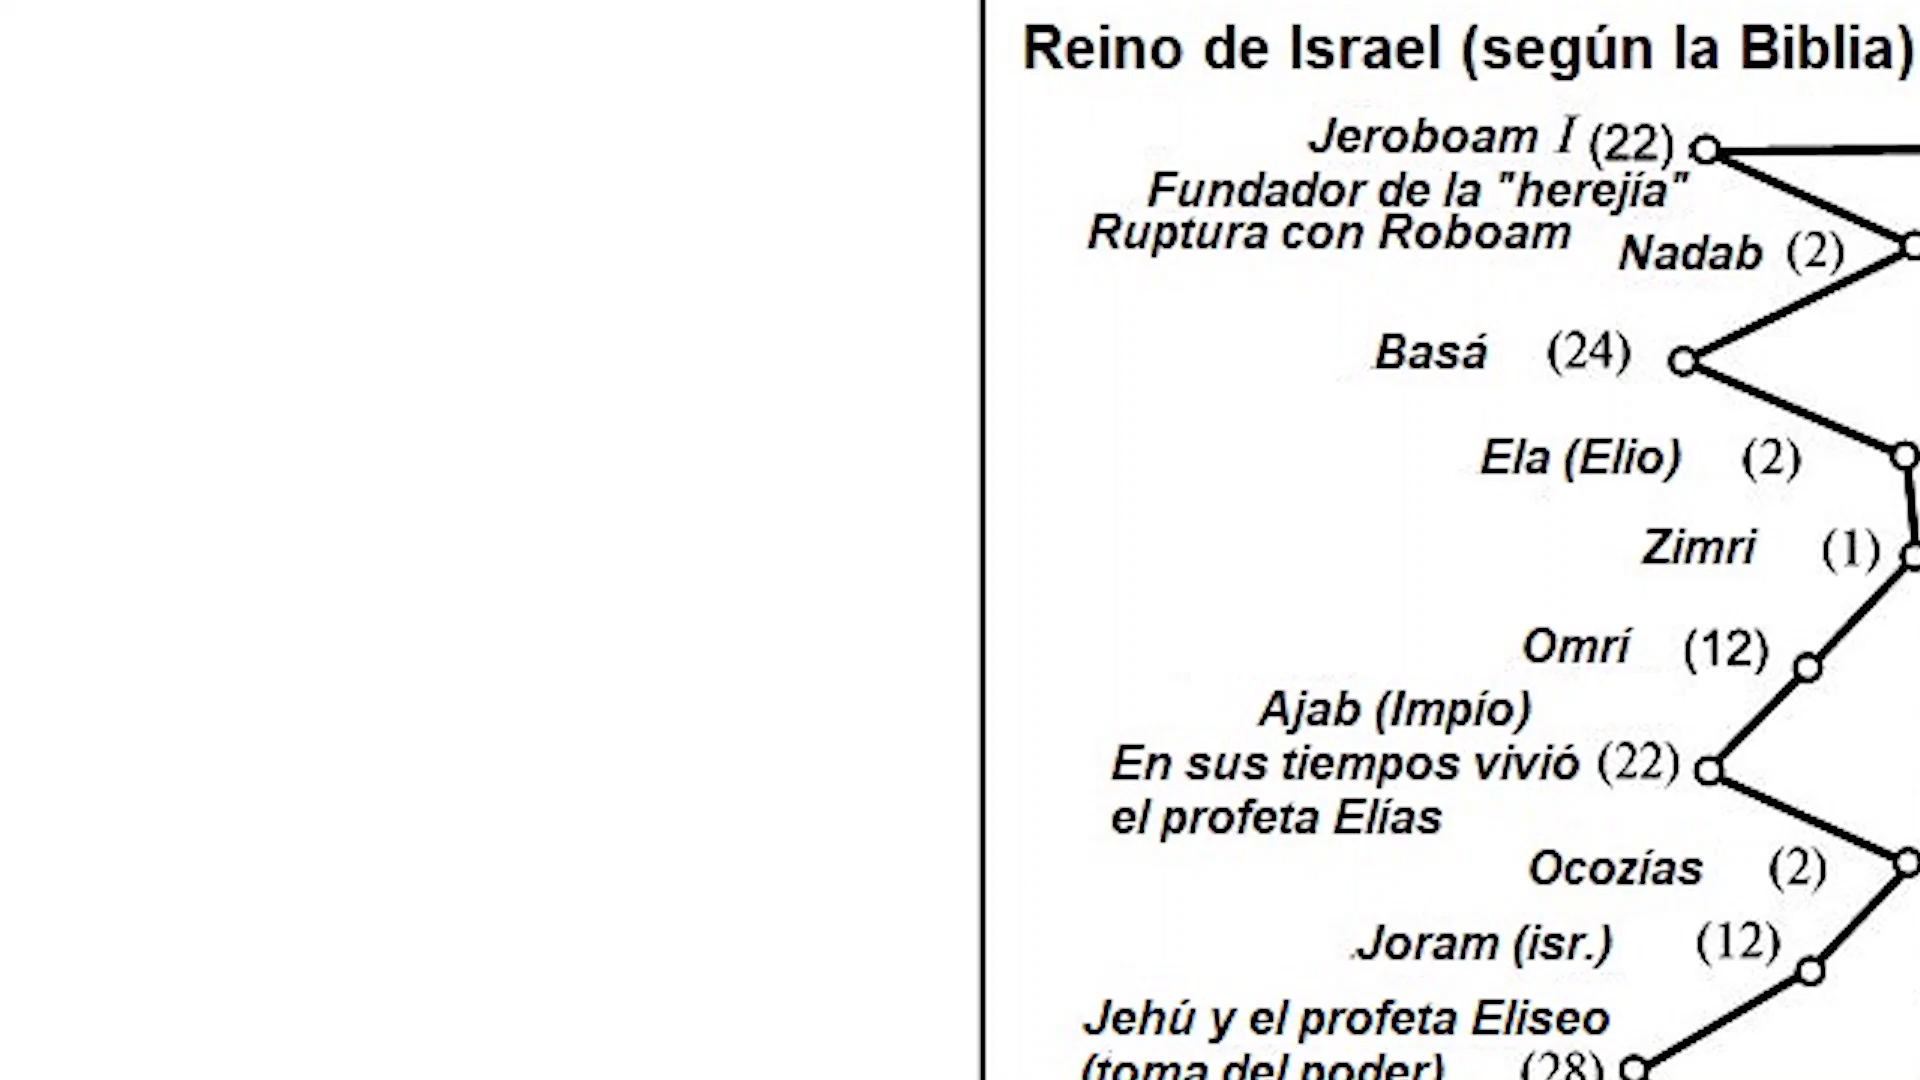 Reino de Israel (según la Biblia)
Jeroboam I (22)
Fundador de la "herejía"
Ruptura con Roboam
Nadab (2)
Basá (24)
Ela (Elio) (2)
Zimri (1)
Omrí (12)
Ajab (Impío)
En sus tiempos vivió (22)
el profeta Elías
Ocozías (2)
Joram (isr.) (12)
Jehú y el profeta Eliseo
(toma del poder) (28)